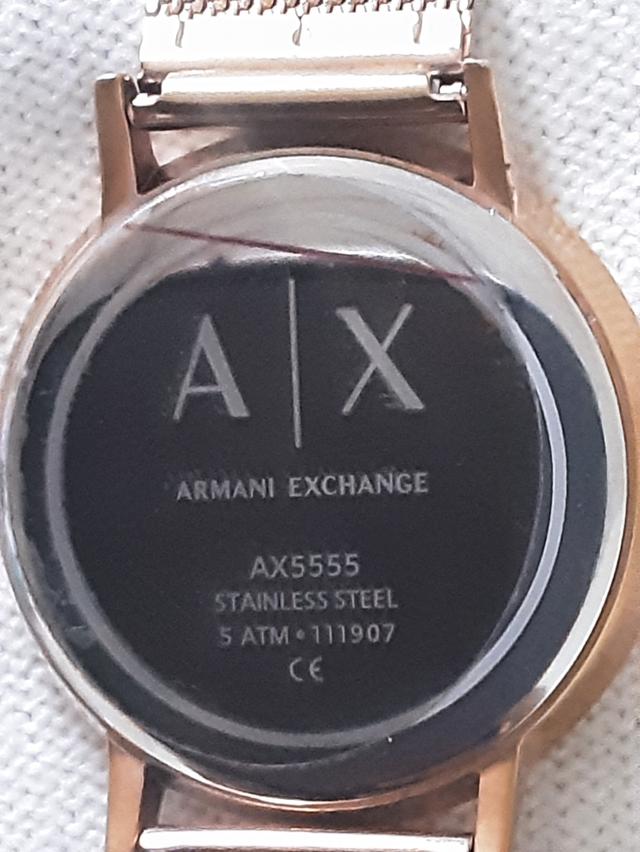 A|X
ARMANI EXCHANGE
AX5555
STAINLESS STEEL
5 ATM • 111907
CE